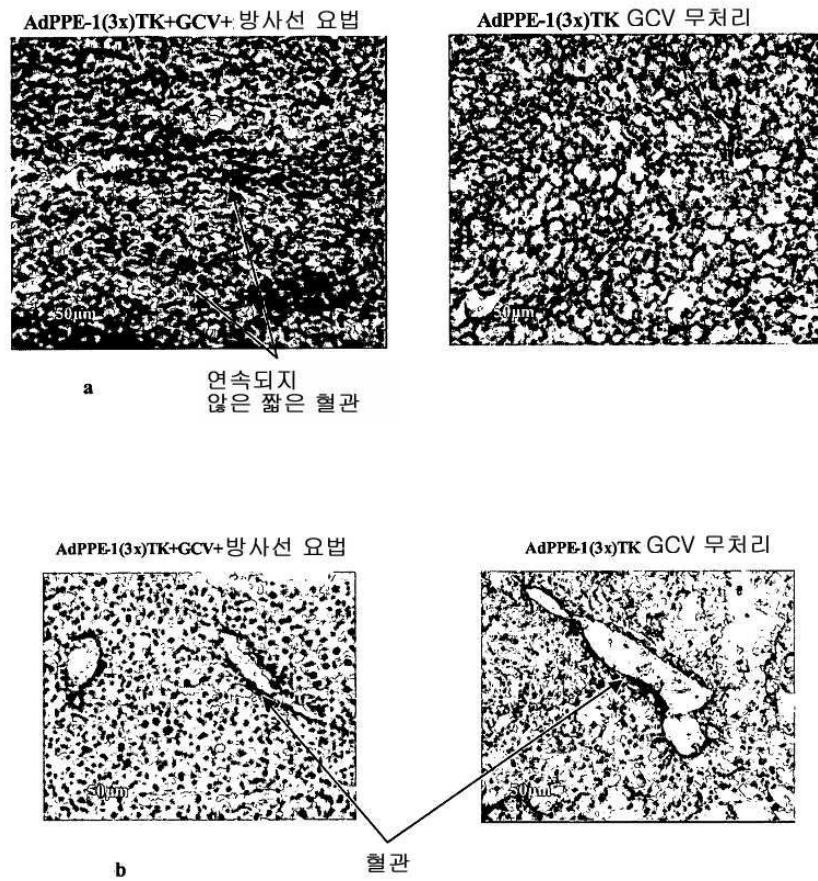 AdPPE-1(3x)TK+GCV+ 방사선 요법
AdPPE-1(3x)TK GCV 무처리
50μm
50μm
연속되지
않은 짧은 혈관
a
AdPPE-1(3x)TK+GCV+ 방사선 요법
AdPPE-1(3x)TK GCV 무처리
50μm
50μm
혈관
b